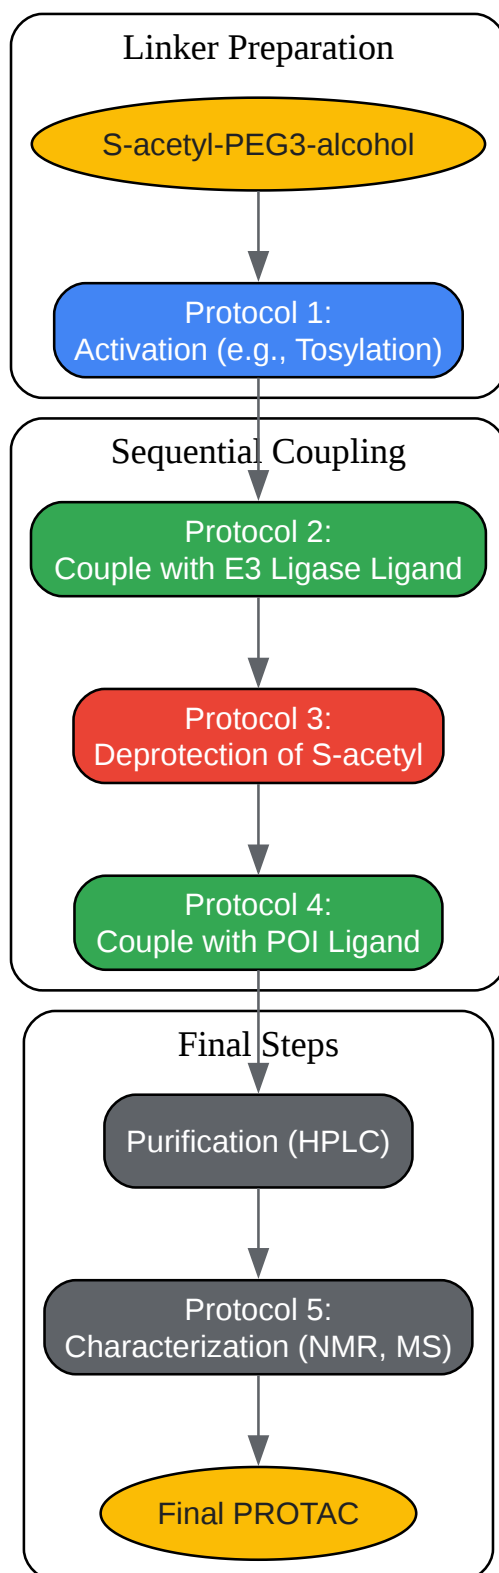 Linker Preparation
S-acetyl-PEG3-alcohol
Protocol 1:
Activation (e.g., Tosylation)
Sequential Coupling
Protocol 2:
Couple with E3 Ligase Ligand
Protocol 3:
Deprotection of S-acetyl
Protocol 4:
Couple with POI Ligand
Final Steps
Purification (HPLC)
Protocol 5:
Characterization (NMR, MS)
Final PROTAC